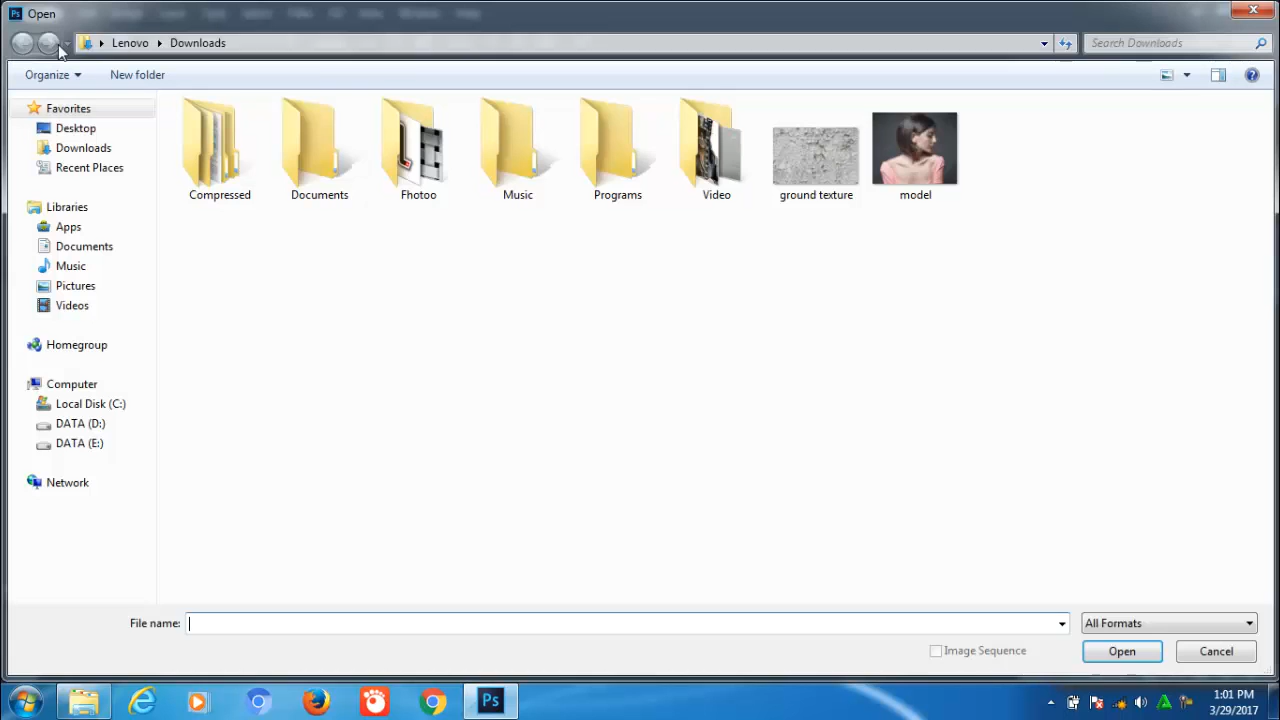 Ps Open
Lenovo Downloads
Search Downloads
Organize New folder
Favorites
Desktop
Downloads
Recent Places
Libraries
Apps
Documents
Music
Pictures
Videos
Homegroup
Computer
Local Disk (C:)
DATA (D:)
DATA (E:)
Network
Compressed Documents Fhotoo Music Programs Video ground texture model
File name: All Formats
Image Sequence
Open Cancel
Ps
1:01 PM
3/29/2017